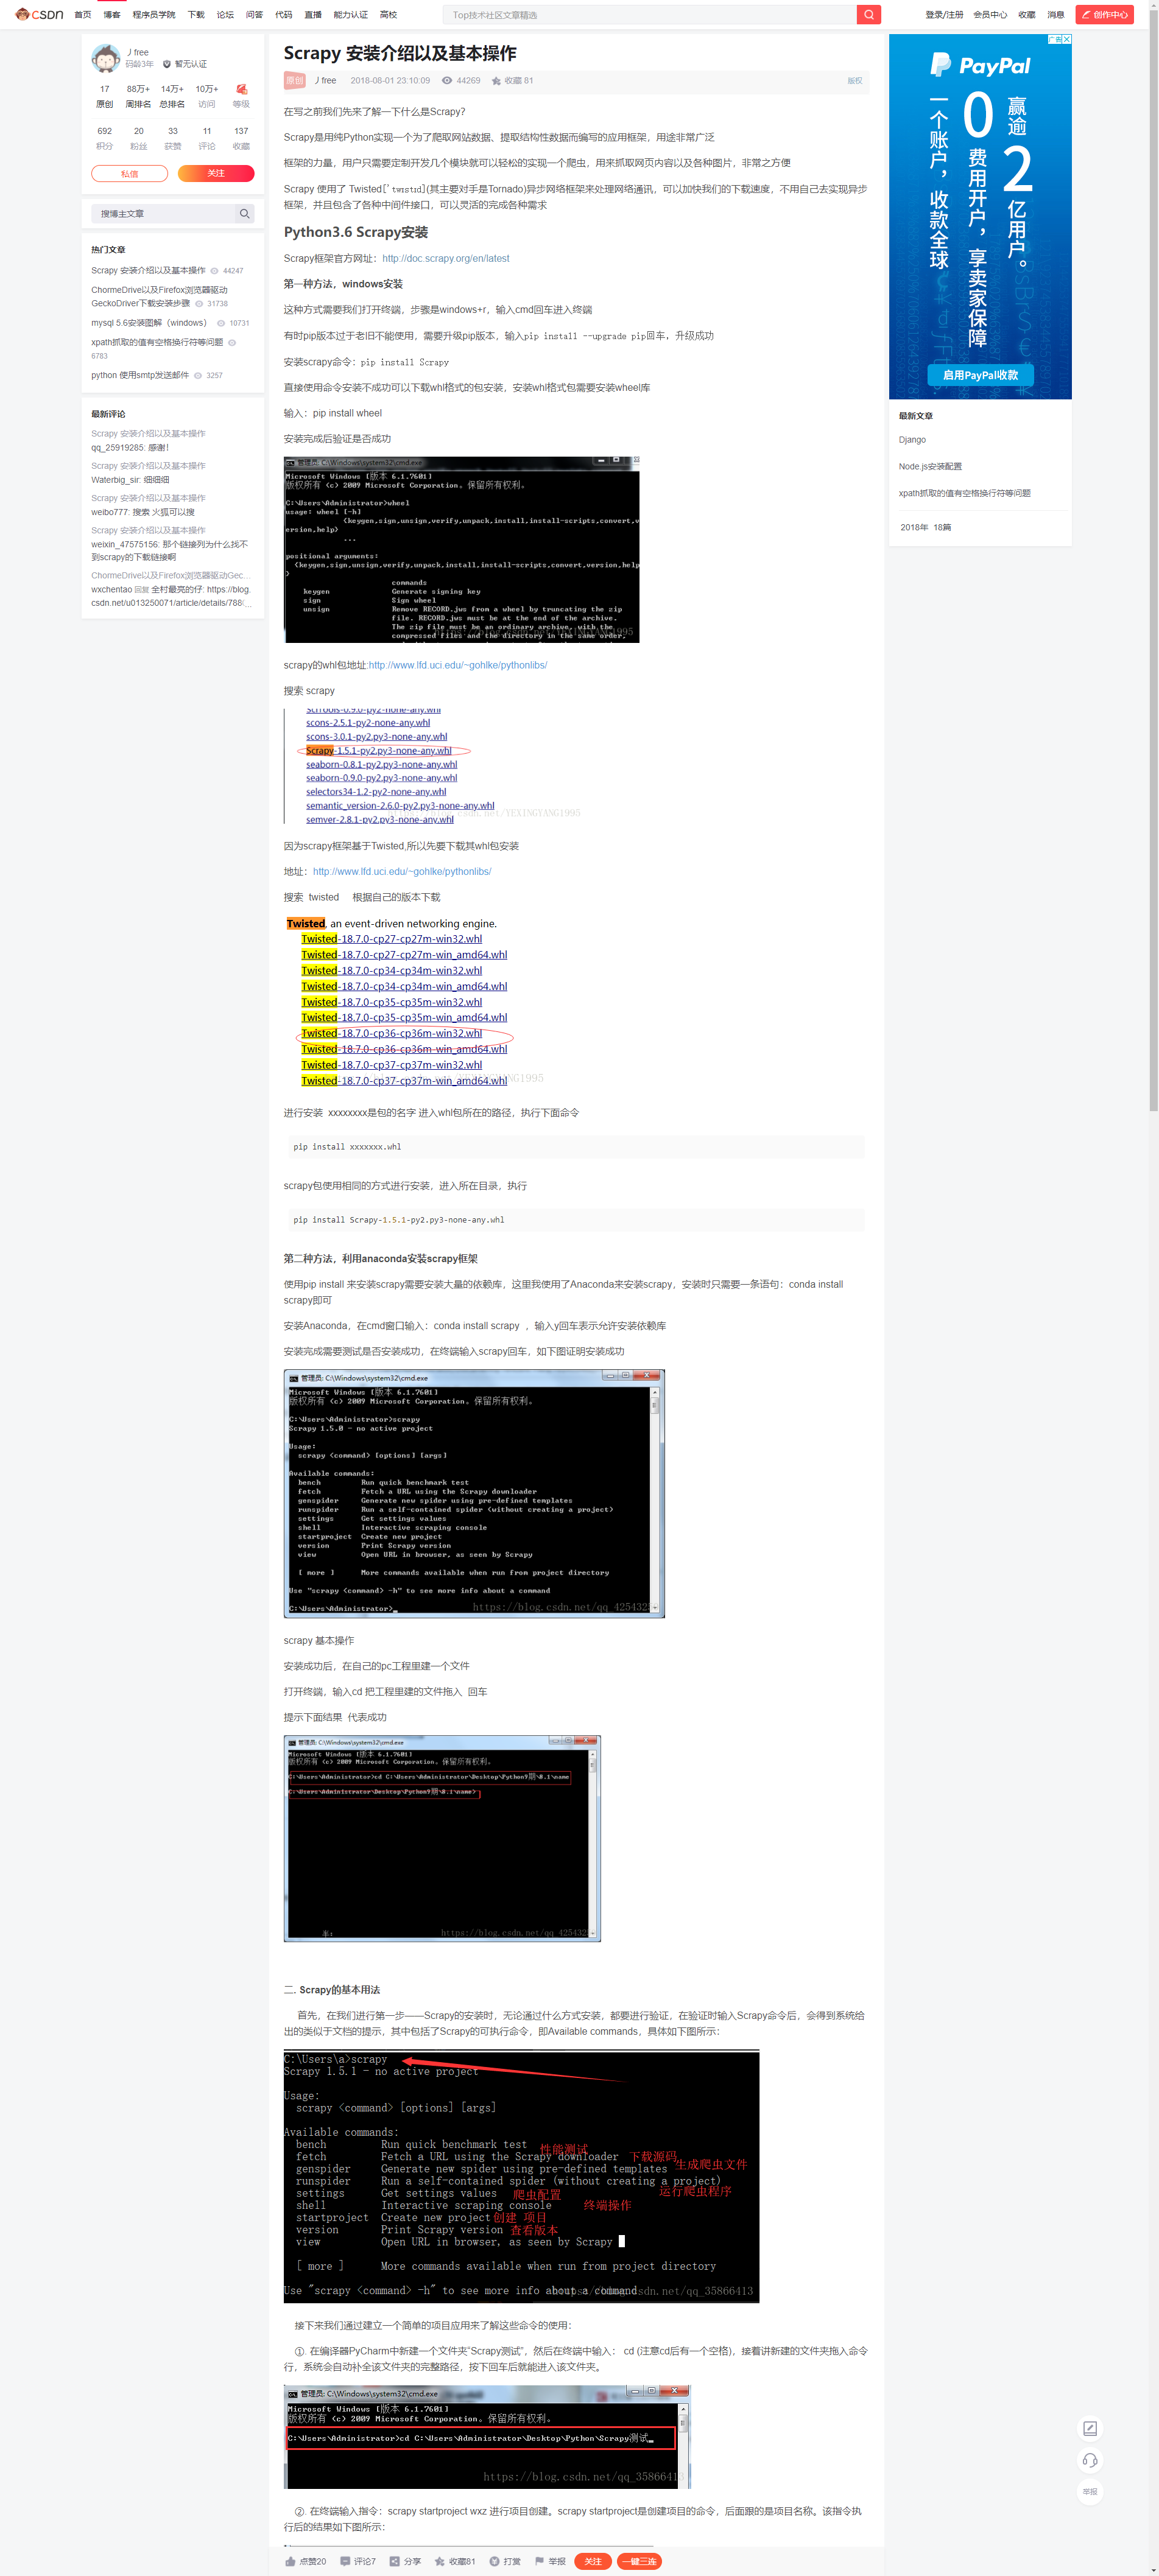 CSDN 首页 博客 程序员学院 下载 论坛 问答 代码 直播 能力认证 高校 Top技术社区文章精选 登录/注册 会员中心 收藏 消息 创作中心
丿free
码龄3年 暂无认证
17 88万+ 14万+ 10万+
原创 周排名 总排名 访问 等级
692 20 33 11 137
积分 粉丝 获赞 评论 收藏
私信 关注
搜博主文章
热门文章
Scrapy 安装介绍以及基本操作 44247
ChormeDrive以及Firefox浏览器驱动
GeckoDriver下载安装步骤 31738
mysql 5.6安装图解（windows） 10731
xpath抓取的值有空格换行符等问题
6783
python 使用smtp发送邮件 3257
最新评论
Scrapy 安装介绍以及基本操作
qq_25919285: 感谢！
Scrapy 安装介绍以及基本操作
Waterbig_sir: 细细细
Scrapy 安装介绍以及基本操作
weibo777: 搜索 火狐可以搜
Scrapy 安装介绍以及基本操作
weixin_47575156: 那个链接列为什么找不
到scrapy的下载链接啊
ChormeDrive以及Firefox浏览器驱动Gec...
wxchentao 回复 全村最亮的仔: https://blog.
csdn.net/u013250071/article/details/788
Scrapy 安装介绍以及基本操作
原创 丿free 2018-08-01 23:10:09 44269 收藏 81 版权
在写之前我们先来了解一下什么是Scrapy?
Scrapy是用纯Python实现一个为了爬取网站数据、提取结构性数据而编写的应用框架，用途非常广泛
框架的力量，用户只需要定制开发几个模块就可以轻松的实现一个爬虫，用来抓取网页内容以及各种图片，非常之方便
Scrapy 使用了 Twisted['twɪstɪd](其主要对手是Tornado)异步网络框架来处理网络通讯，可以加快我们的下载速度，不用自己去实现异步
框架，并且包含了各种中间件接口，可以灵活的完成各种需求
Python3.6 Scrapy安装
Scrapy框架官方网址：http://doc.scrapy.org/en/latest
第一种方法，windows安装
这种方式需要我们打开终端，步骤是windows+r，输入cmd回车进入终端
有时pip版本过于老旧不能使用，需要升级pip版本，输入pip install --upgrade pip回车，升级成功
安装scrapy命令：pip install Scrapy
直接使用命令安装不成功可以下载whl格式的包安装，安装whl格式包需要安装wheel库
输入：pip install wheel
安装完成后验证是否成功
管理员: C:\Windows\system32\cmd.exe
Microsoft Windows [版本 6.1.7601]
版权所有 (c) 2009 Microsoft Corporation。保留所有权利。
C:\Users\Administrator>wheel
usage: wheel [-h]
{keygen,sign,unsign,verify,unpack,install,install-scripts,convert,v
ersion,help}
...
positional arguments:
{keygen,sign,unsign,verify,unpack,install,install-scripts,convert,version,help
}
commands
keygen Generate signing key
sign Sign wheel
unsign Remove RECORD.jws from a wheel by truncating the zip
file. RECORD.jws must be at the end of the archive.
The zip file must be an ordinary archive, with the
compressed files and the directory in the same order,
scrapy的whl包地址:http://www.lfd.uci.edu/~gohlke/pythonlibs/
搜索 scrapy
SCITools-0.9.0-py2-none-any.whl
scons-2.5.1-py2-none-any.whl
scons-3.0.1-py2.py3-none-any.whl
Scrapy-1.5.1-py2.py3-none-any.whl
seaborn-0.8.1-py2.py3-none-any.whl
seaborn-0.9.0-py2.py3-none-any.whl
selectors34-1.2-py2-none-any.whl
semantic_version-2.6.0-py2.py3-none-any.whl
semver-2.8.1-py2.py3-none-any.whl
csdn.net/YEXINGYANG1995
因为scrapy框架基于Twisted,所以先要下载其whl包安装
地址：http://www.lfd.uci.edu/~gohlke/pythonlibs/
搜索 twisted 根据自己的版本下载
Twisted, an event-driven networking engine.
Twisted-18.7.0-cp27-cp27m-win32.whl
Twisted-18.7.0-cp27-cp27m-win_amd64.whl
Twisted-18.7.0-cp34-cp34m-win32.whl
Twisted-18.7.0-cp34-cp34m-win_amd64.whl
Twisted-18.7.0-cp35-cp35m-win32.whl
Twisted-18.7.0-cp35-cp35m-win_amd64.whl
Twisted-18.7.0-cp36-cp36m-win32.whl
Twisted-18.7.0-cp36-cp36m-win_amd64.whl
Twisted-18.7.0-cp37-cp37m-win32.whl
Twisted-18.7.0-cp37-cp37m-win_amd64.whl
进行安装 xxxxxxxx是包的名字 进入whl包所在的路径，执行下面命令
pip install xxxxxxx.whl
scrapy包使用相同的方式进行安装，进入所在目录，执行
pip install Scrapy-1.5.1-py2.py3-none-any.whl
第二种方法，利用anaconda安装scrapy框架
使用pip install 来安装scrapy需要安装大量的依赖库，这里我使用了Anaconda来安装scrapy，安装时只需要一条语句：conda install
scrapy即可
安装Anaconda，在cmd窗口输入：conda install scrapy ，输入y回车表示允许安装依赖库
安装完成需要测试是否安装成功，在终端输入scrapy回车，如下图证明安装成功
管理员: C:\Windows\system32\cmd.exe
Microsoft Windows [版本 6.1.7601]
版权所有 (c) 2009 Microsoft Corporation。保留所有权利。
C:\Users\Administrator>scrapy
Scrapy 1.5.0 - no active project
Usage:
scrapy <command> [options] [args]
Available commands:
bench Run quick benchmark test
fetch Fetch a URL using the Scrapy downloader
genspider Generate new spider using pre-defined templates
runspider Run a self-contained spider (without creating a project)
settings Get settings values
shell Interactive scraping console
startproject Create new project
version Print Scrapy version
view Open URL in browser, as seen by Scrapy
[ more ] More commands available when run from project directory
Use "scrapy <command> -h" to see more info about a command
C:\Users\Administrator>_ https://blog.csdn.net/qq_4254325
scrapy 基本操作
安装成功后，在自己的pc工程里建一个文件
打开终端，输入cd 把工程里建的文件拖入 回车
提示下面结果 代表成功
管理员: C:\Windows\system32\cmd.exe
Microsoft Windows [版本 6.1.7601]
版权所有 (c) 2009 Microsoft Corporation。保留所有权利。
C:\Users\Administrator>cd C:\Users\Administrator\Desktop\Python9期\8.1\name
C:\Users\Administrator\Desktop\Python9期\8.1\name>
半: https://blog.csdn.net/qq_4254325
二. Scrapy的基本用法
首先，在我们进行第一步——Scrapy的安装时，无论通过什么方式安装，都要进行验证，在验证时输入Scrapy命令后，会得到系统给
出的类似于文档的提示，其中包括了Scrapy的可执行命令，即Available commands，具体如下图所示：
C:\Users\a>scrapy
Scrapy 1.5.1 - no active project
Usage:
scrapy <command> [options] [args]
Available commands:
bench Run quick benchmark test 性能测试
fetch Fetch a URL using the Scrapy downloader 下载源码
genspider Generate new spider using pre-defined templates 生成爬虫文件
runspider Run a self-contained spider (without creating a project) 运行爬虫程序
settings Get settings values 爬虫配置
shell Interactive scraping console 终端操作
startproject Create new project 创建 项目
version Print Scrapy version 查看版本
view Open URL in browser, as seen by Scrapy
[ more ] More commands available when run from project directory
Use "scrapy <command> -h" to see more info about a command
https://blog.csdn.net/qq_35866413
接下来我们通过建立一个简单的项目应用来了解这些命令的使用：
①. 在编译器PyCharm中新建一个文件夹“Scrapy测试”，然后在终端中输入： cd (注意cd后有一个空格)，接着讲新建的文件夹拖入命令
行，系统会自动补全该文件夹的完整路径，按下回车后就能进入该文件夹。
管理员: C:\Windows\system32\cmd.exe
Microsoft Windows [版本 6.1.7601]
版权所有 (c) 2009 Microsoft Corporation。保留所有权利。
C:\Users\Administrator>cd C:\Users\Administrator\Desktop\Python\Scrapy测试_
https://blog.csdn.net/qq_3586641
②. 在终端输入指令：scrapy startproject wxz 进行项目创建。scrapy startproject是创建项目的命令，后面跟的是项目名称。该指令执
行后的结果如下图所示：
点赞20 评论7 分享 收藏81 打赏 举报 关注 一键三连
广告
PayPal
一个账户，收款全球
0费用开户，享卖家保障
赢逾2亿用户。
启用PayPal收款
最新文章
Django
Node.js安装配置
xpath抓取的值有空格换行符等问题
2018年 18篇
举报